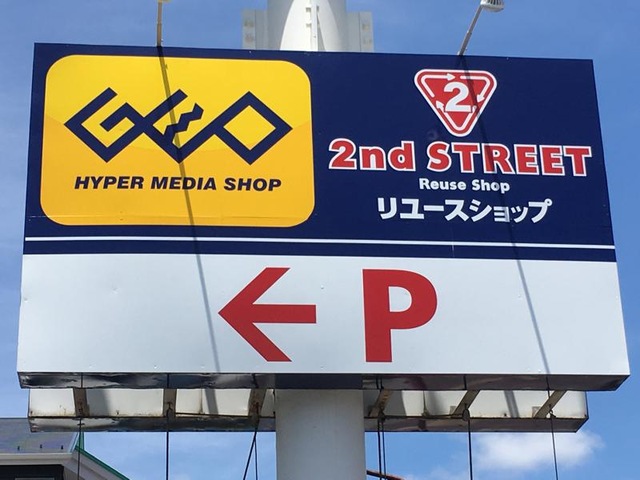 GEO
HYPER MEDIA SHOP
2
2nd STREET
Reuse Shop
リユースショップ
← P